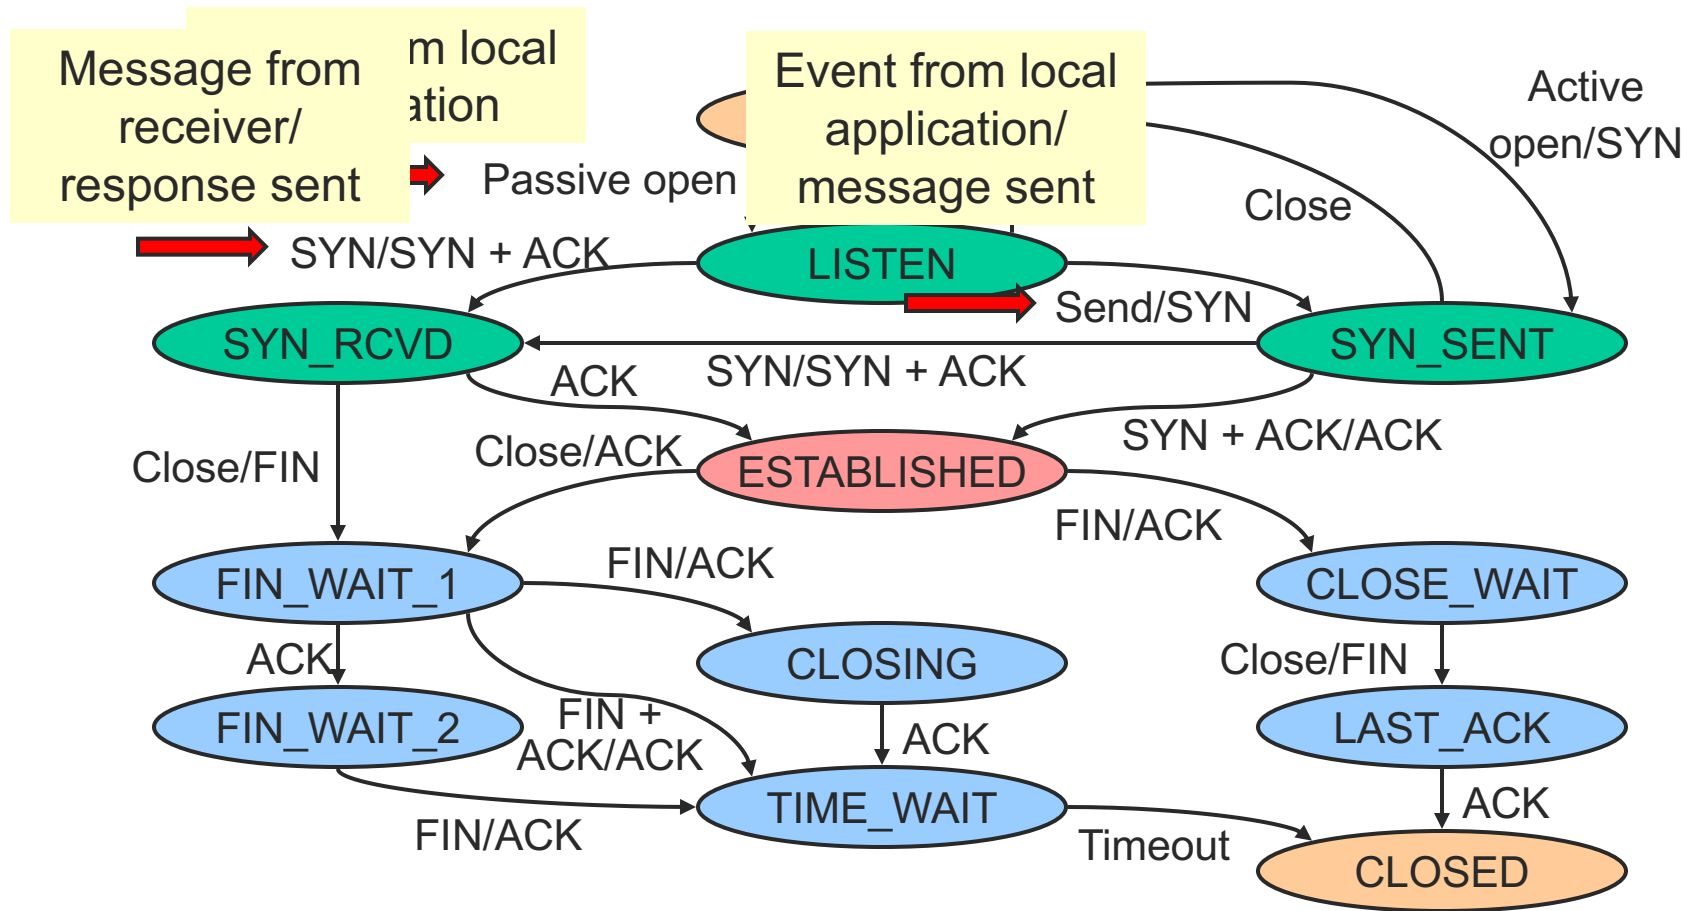 m local
ation
Message from
receiver/
response sent
Event from local
application/
message sent
Active
open/SYN
Passive open
Close
SYN/SYN + ACK
LISTEN
Send/SYN
SYN_RCVD
SYN_SENT
SYN/SYN + ACK
ACK
SYN + ACK/ACK
Close/ACK
Close/FIN
ESTABLISHED
FIN/ACK
FIN/ACK
FIN_WAIT_1
CLOSE_WAIT
ACK
CLOSING
Close/FIN
FIN_WAIT_2
FIN +
ACK/ACK
ACK
LAST_ACK
TIME_WAIT
ACK
FIN/ACK
Timeout
CLOSED